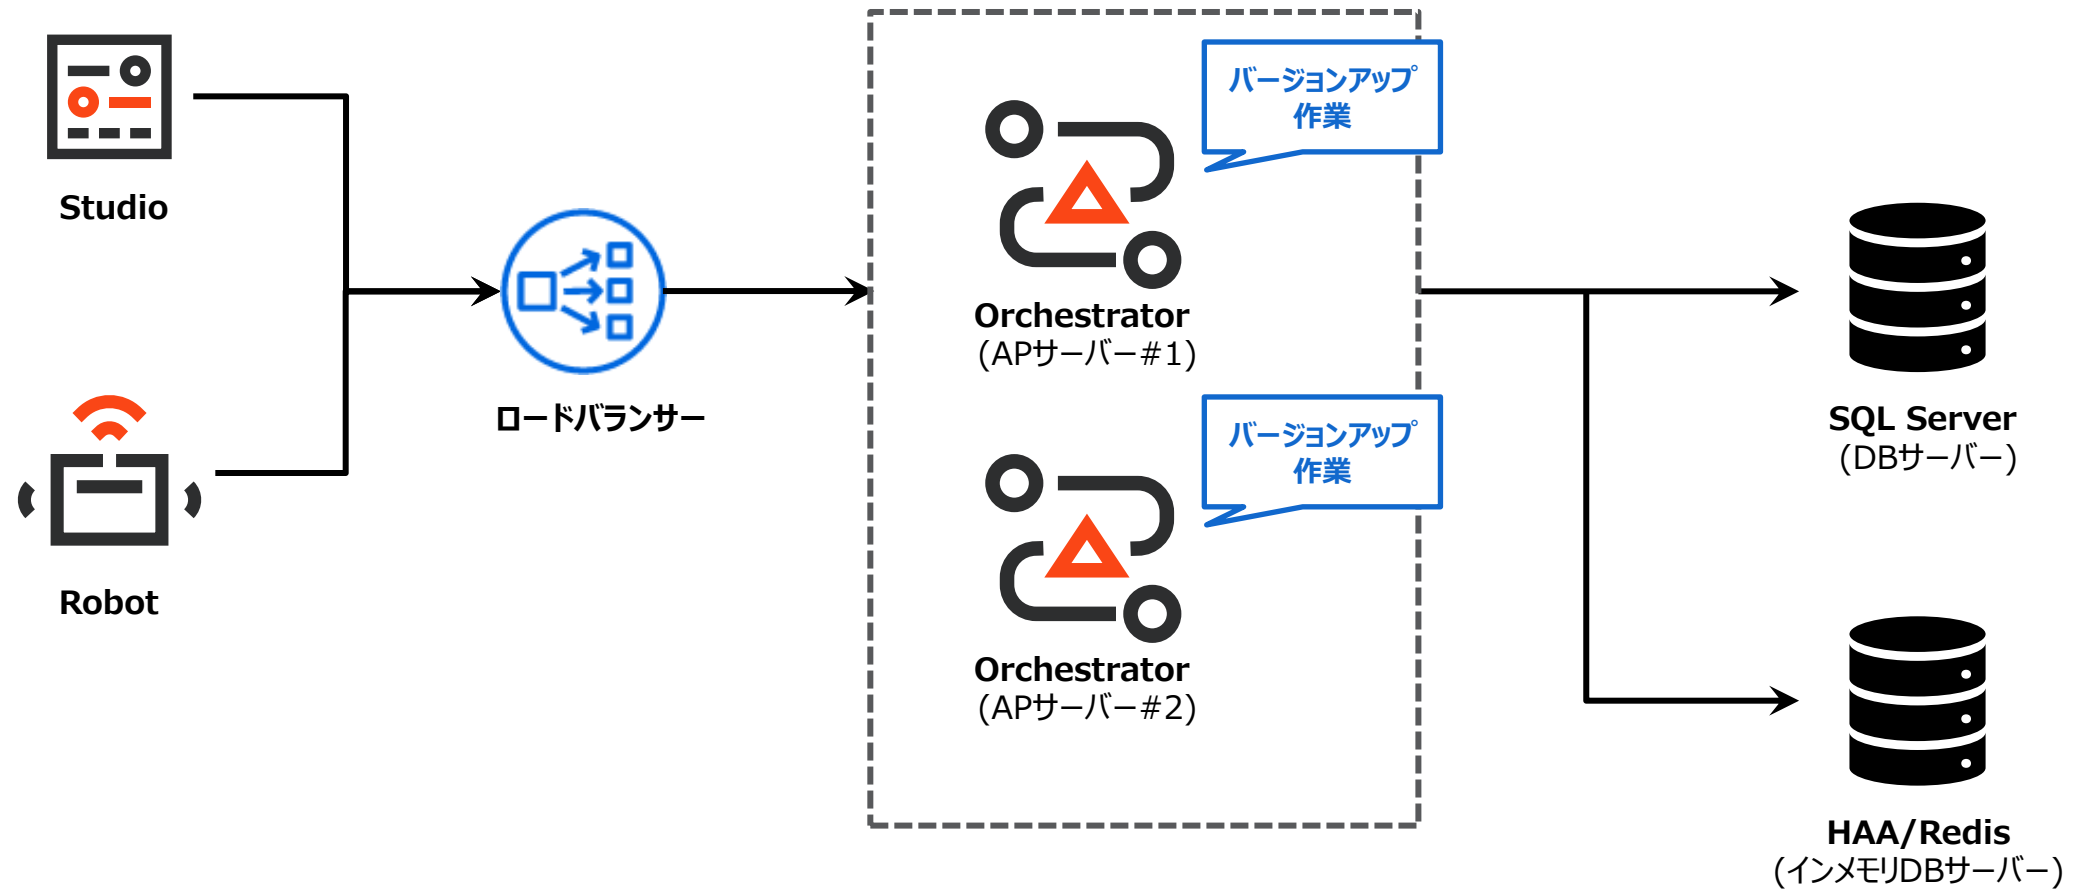 Studio
Robot
ロードバランサー
バージョンアップ
作業
Orchestrator
(APサーバー#1)
バージョンアップ
作業
Orchestrator
(APサーバー#2)
SQL Server
(DBサーバー)
HAA/Redis
(インメモリDBサーバー)